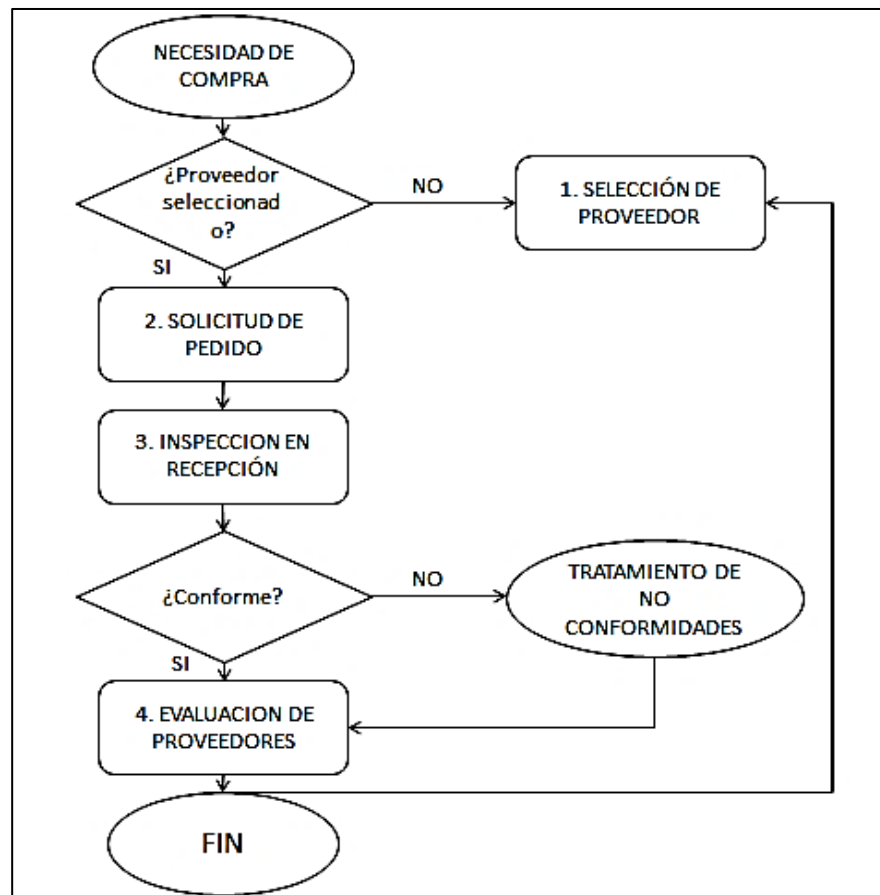 NECESIDAD DE
COMPRA
¿Proveedor
seleccionad
o?
NO
1. SELECCIÓN DE
PROVEEDOR
SI
2. SOLICITUD DE
PEDIDO
3. INSPECCION EN
RECEPCIÓN
¿Conforme?
NO
TRATAMIENTO DE
NO
CONFORMIDADES
SI
4. EVALUACION DE
PROVEEDORES
FIN